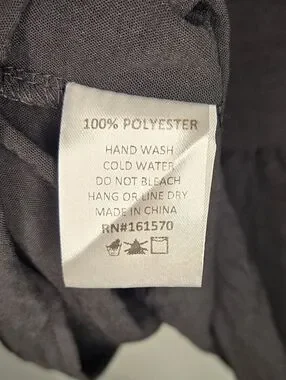 100% POLYESTER
HAND WASH
COLD WATER
DO NOT BLEACH
HANG OR LINE DRY
MADE IN CHINA
RN#161570